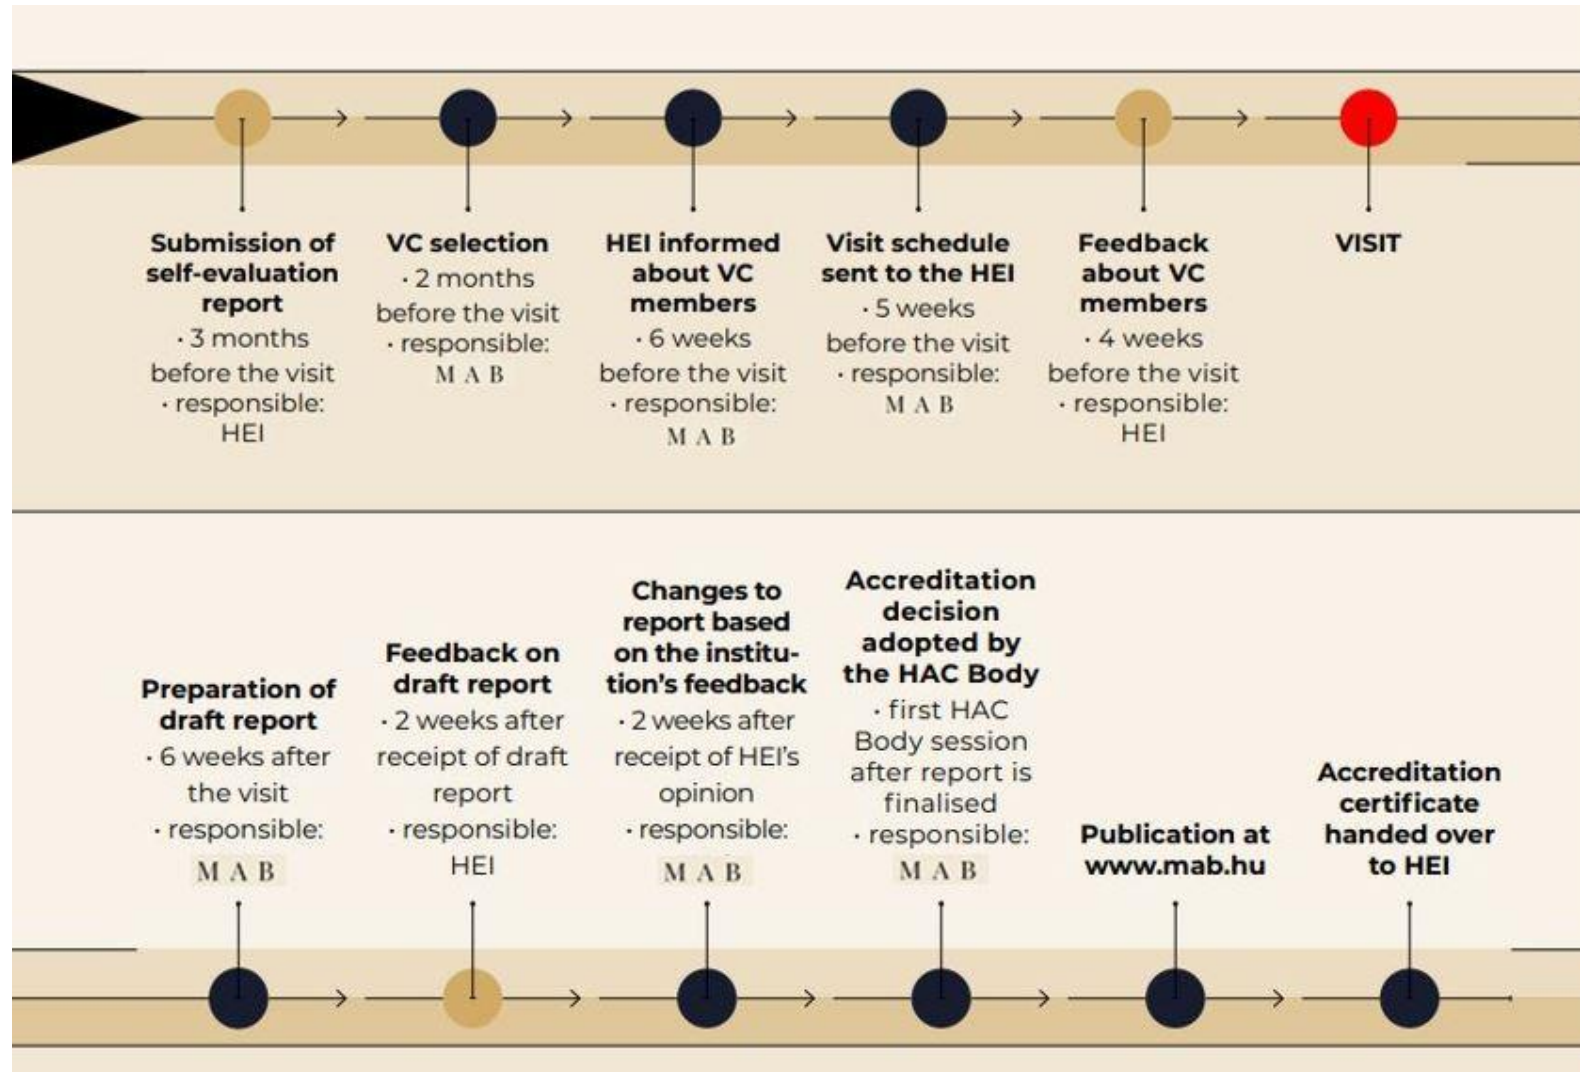 Submission of
self-evaluation
report
· 3 months
before the visit
· responsible:
HEI
VC selection
· 2 months
before the visit
· responsible:
M A B
HEI informed
about VC
members
· 6 weeks
before the visit
· responsible:
M A B
Visit schedule
sent to the HEI
· 5 weeks
before the visit
· responsible:
M A B
Feedback
about VC
members
· 4 weeks
before the visit
· responsible:
HEI
VISIT
Preparation of
draft report
· 6 weeks after
the visit
· responsible:
M A B
Feedback on
draft report
· 2 weeks after
receipt of draft
report
· responsible:
HEI
Changes to
report based
on the institu-
tion's feedback
· 2 weeks after
receipt of HEI's
opinion
· responsible:
M A B
Accreditation
decision
adopted by
the HAC Body
· first HAC
Body session
after report is
finalised
· responsible:
M A B
Publication at
www.mab.hu
Accreditation
certificate
handed over
to HEI